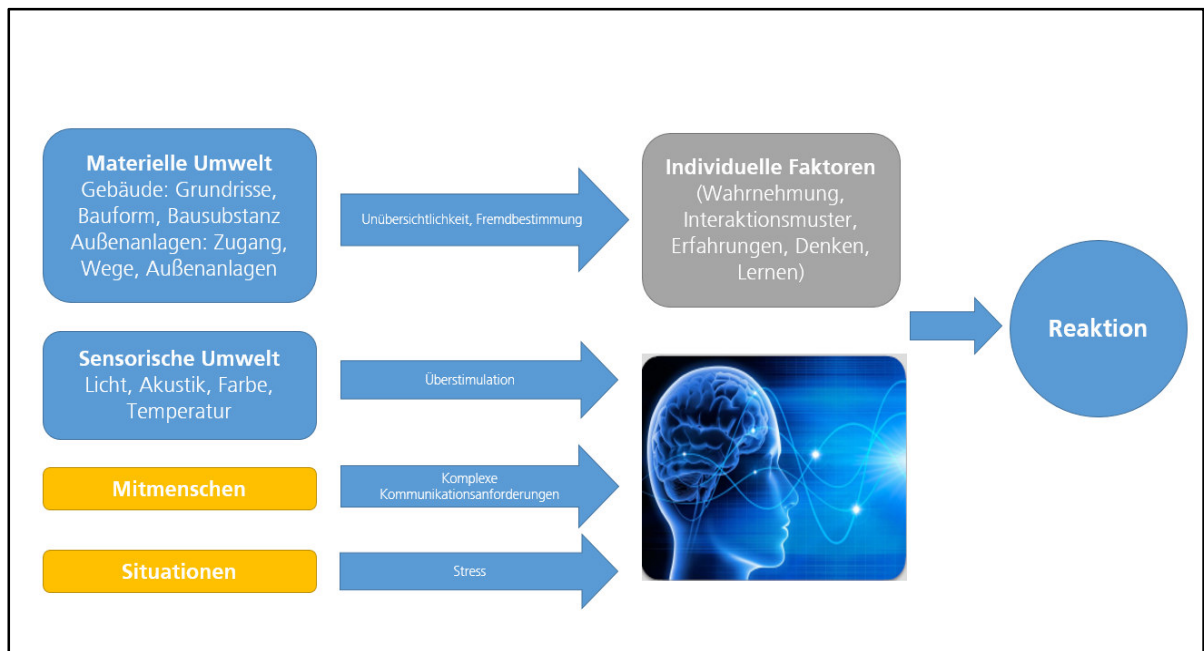 Materielle Umwelt
Gebäude: Grundrisse,
Bauform, Bausubstanz
Außenanlagen: Zugang,
Wege, Außenanlagen
Unübersichtlichkeit, Fremdbestimmung
Individuelle Faktoren
(Wahrnehmung,
Interaktionsmuster,
Erfahrungen, Denken,
Lernen)
Reaktion
Sensorische Umwelt
Licht, Akustik, Farbe,
Temperatur
Überstimulation
Mitmenschen
Komplexe
Kommunikationsanforderungen
Situationen
Stress